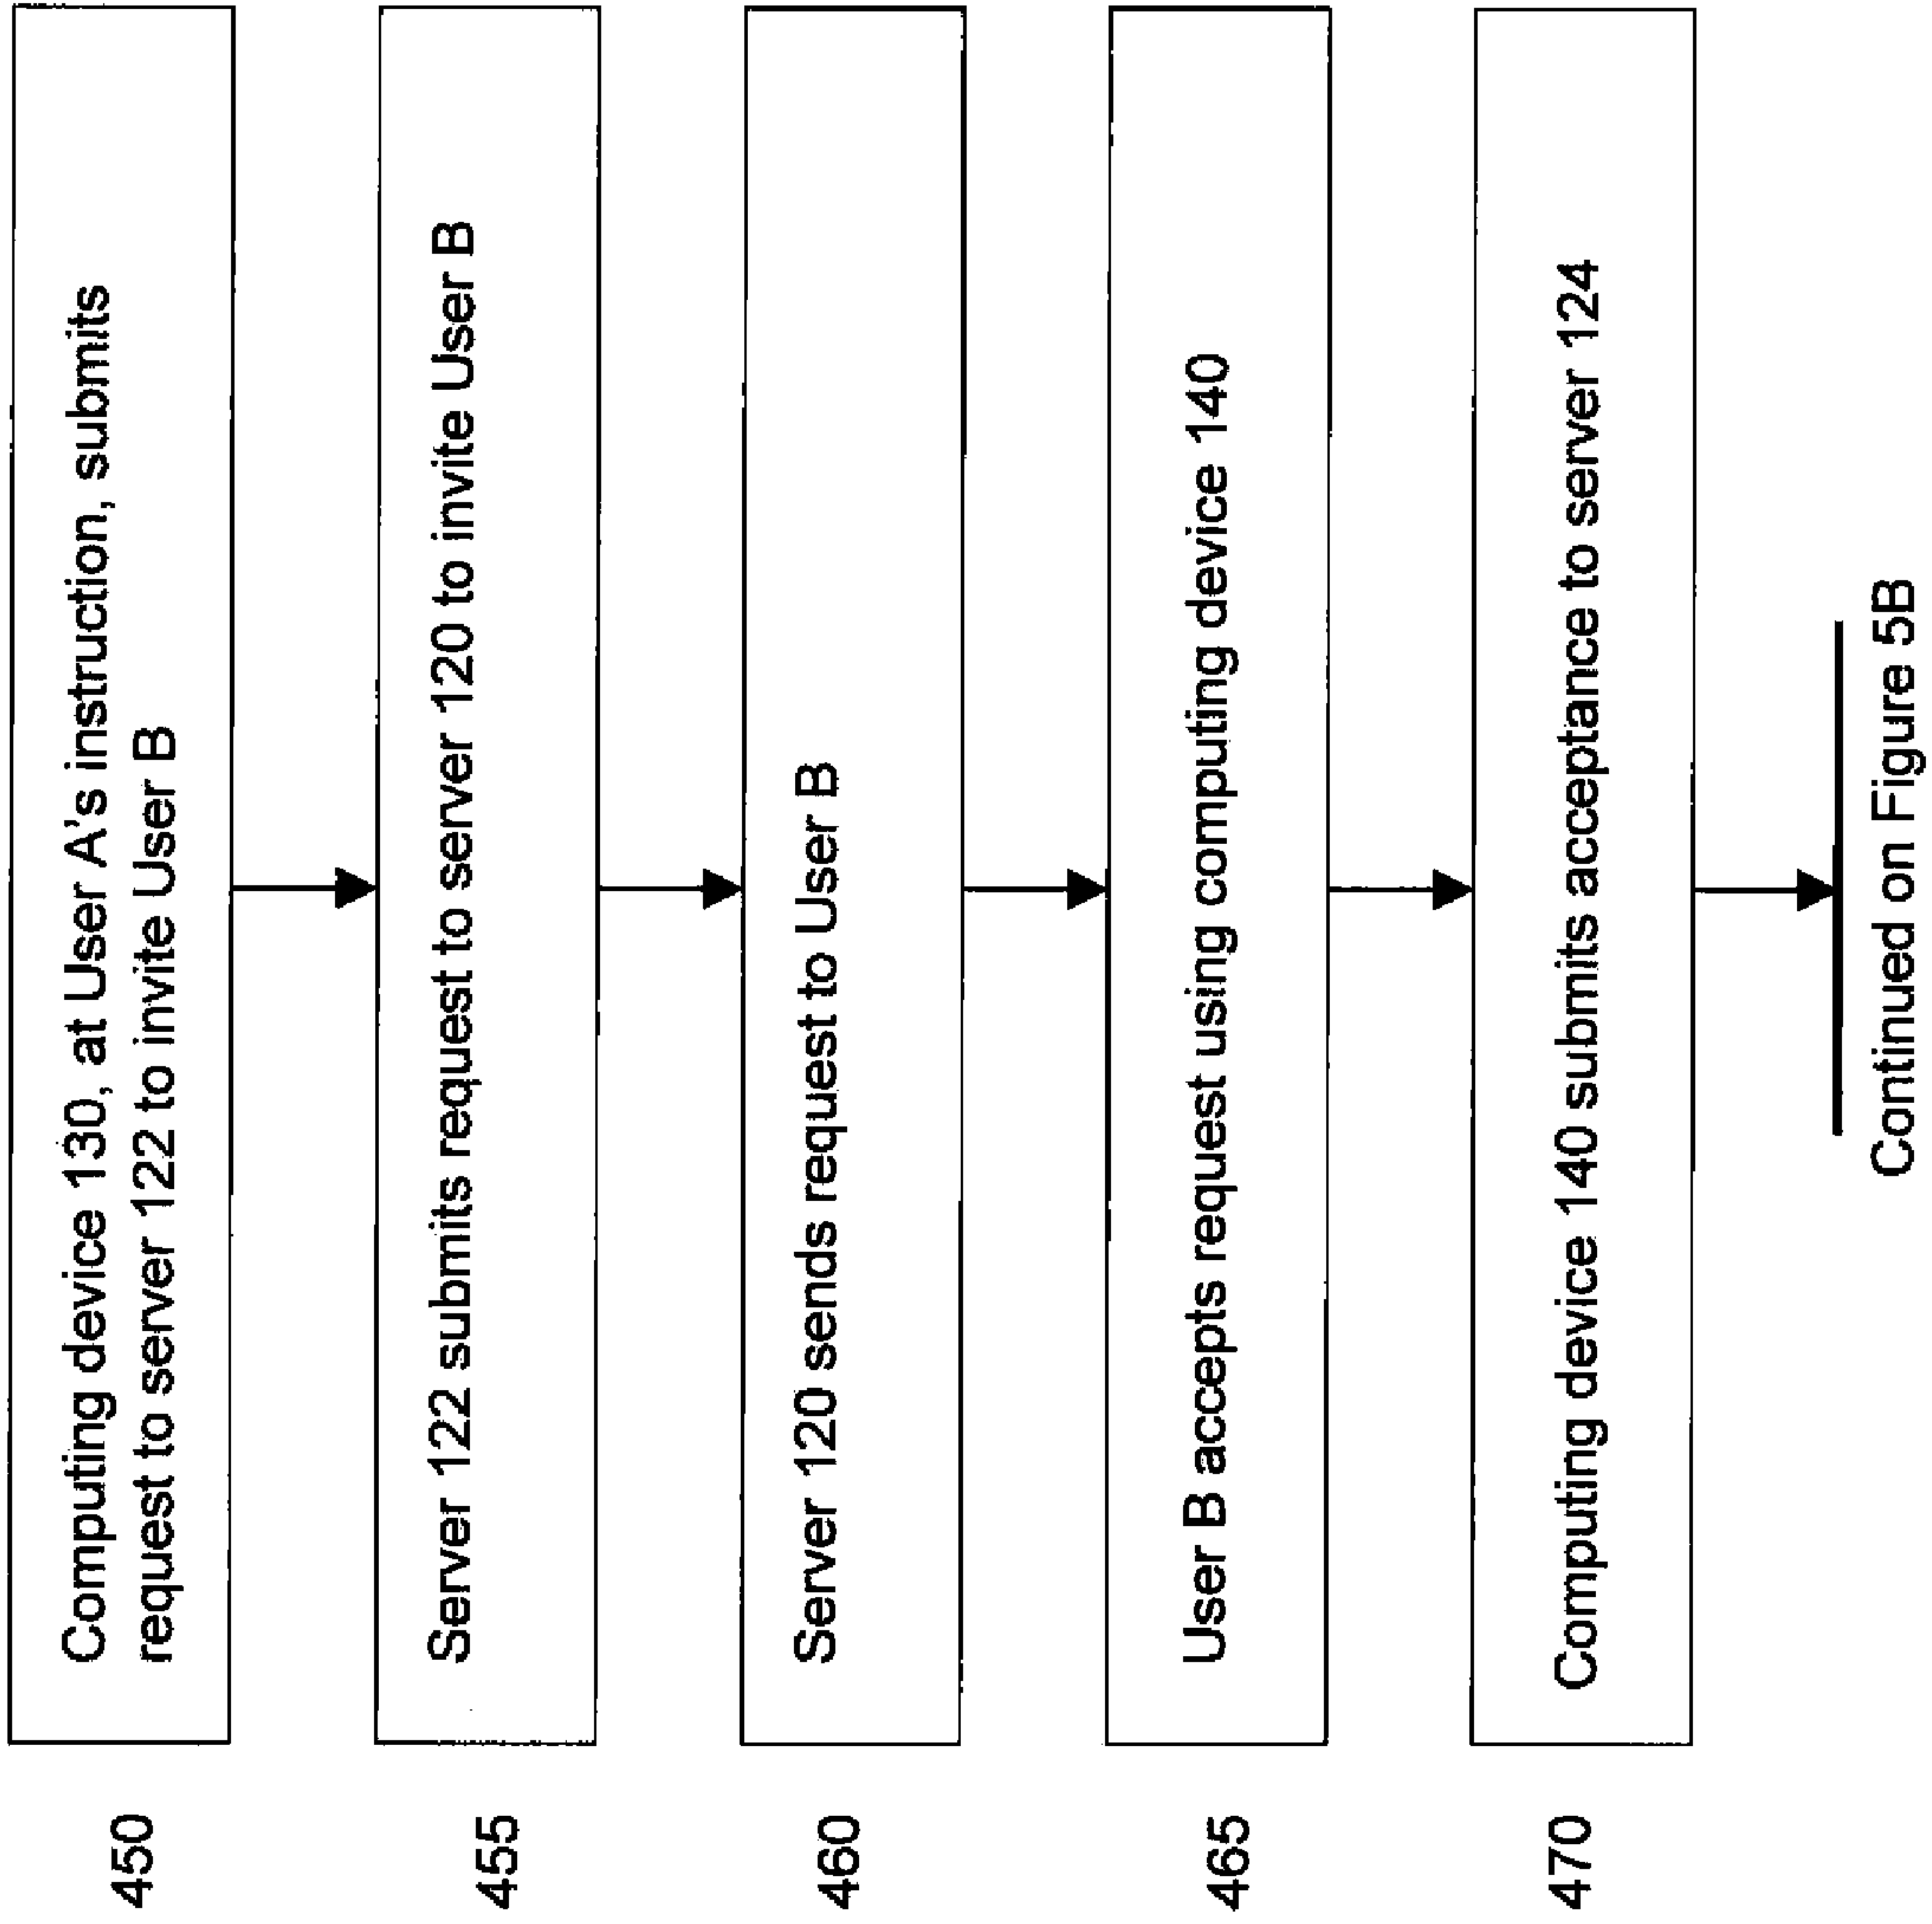 450
Computing device 130, at User A's instruction, submits
request to server 122 to invite User B
455
Server 122 submits request to server 120 to invite User B
460
Server 120 sends request to User B
465
User B accepts request using computing device 140
470
Computing device 140 submits acceptance to server 124
Continued on Figure 5B